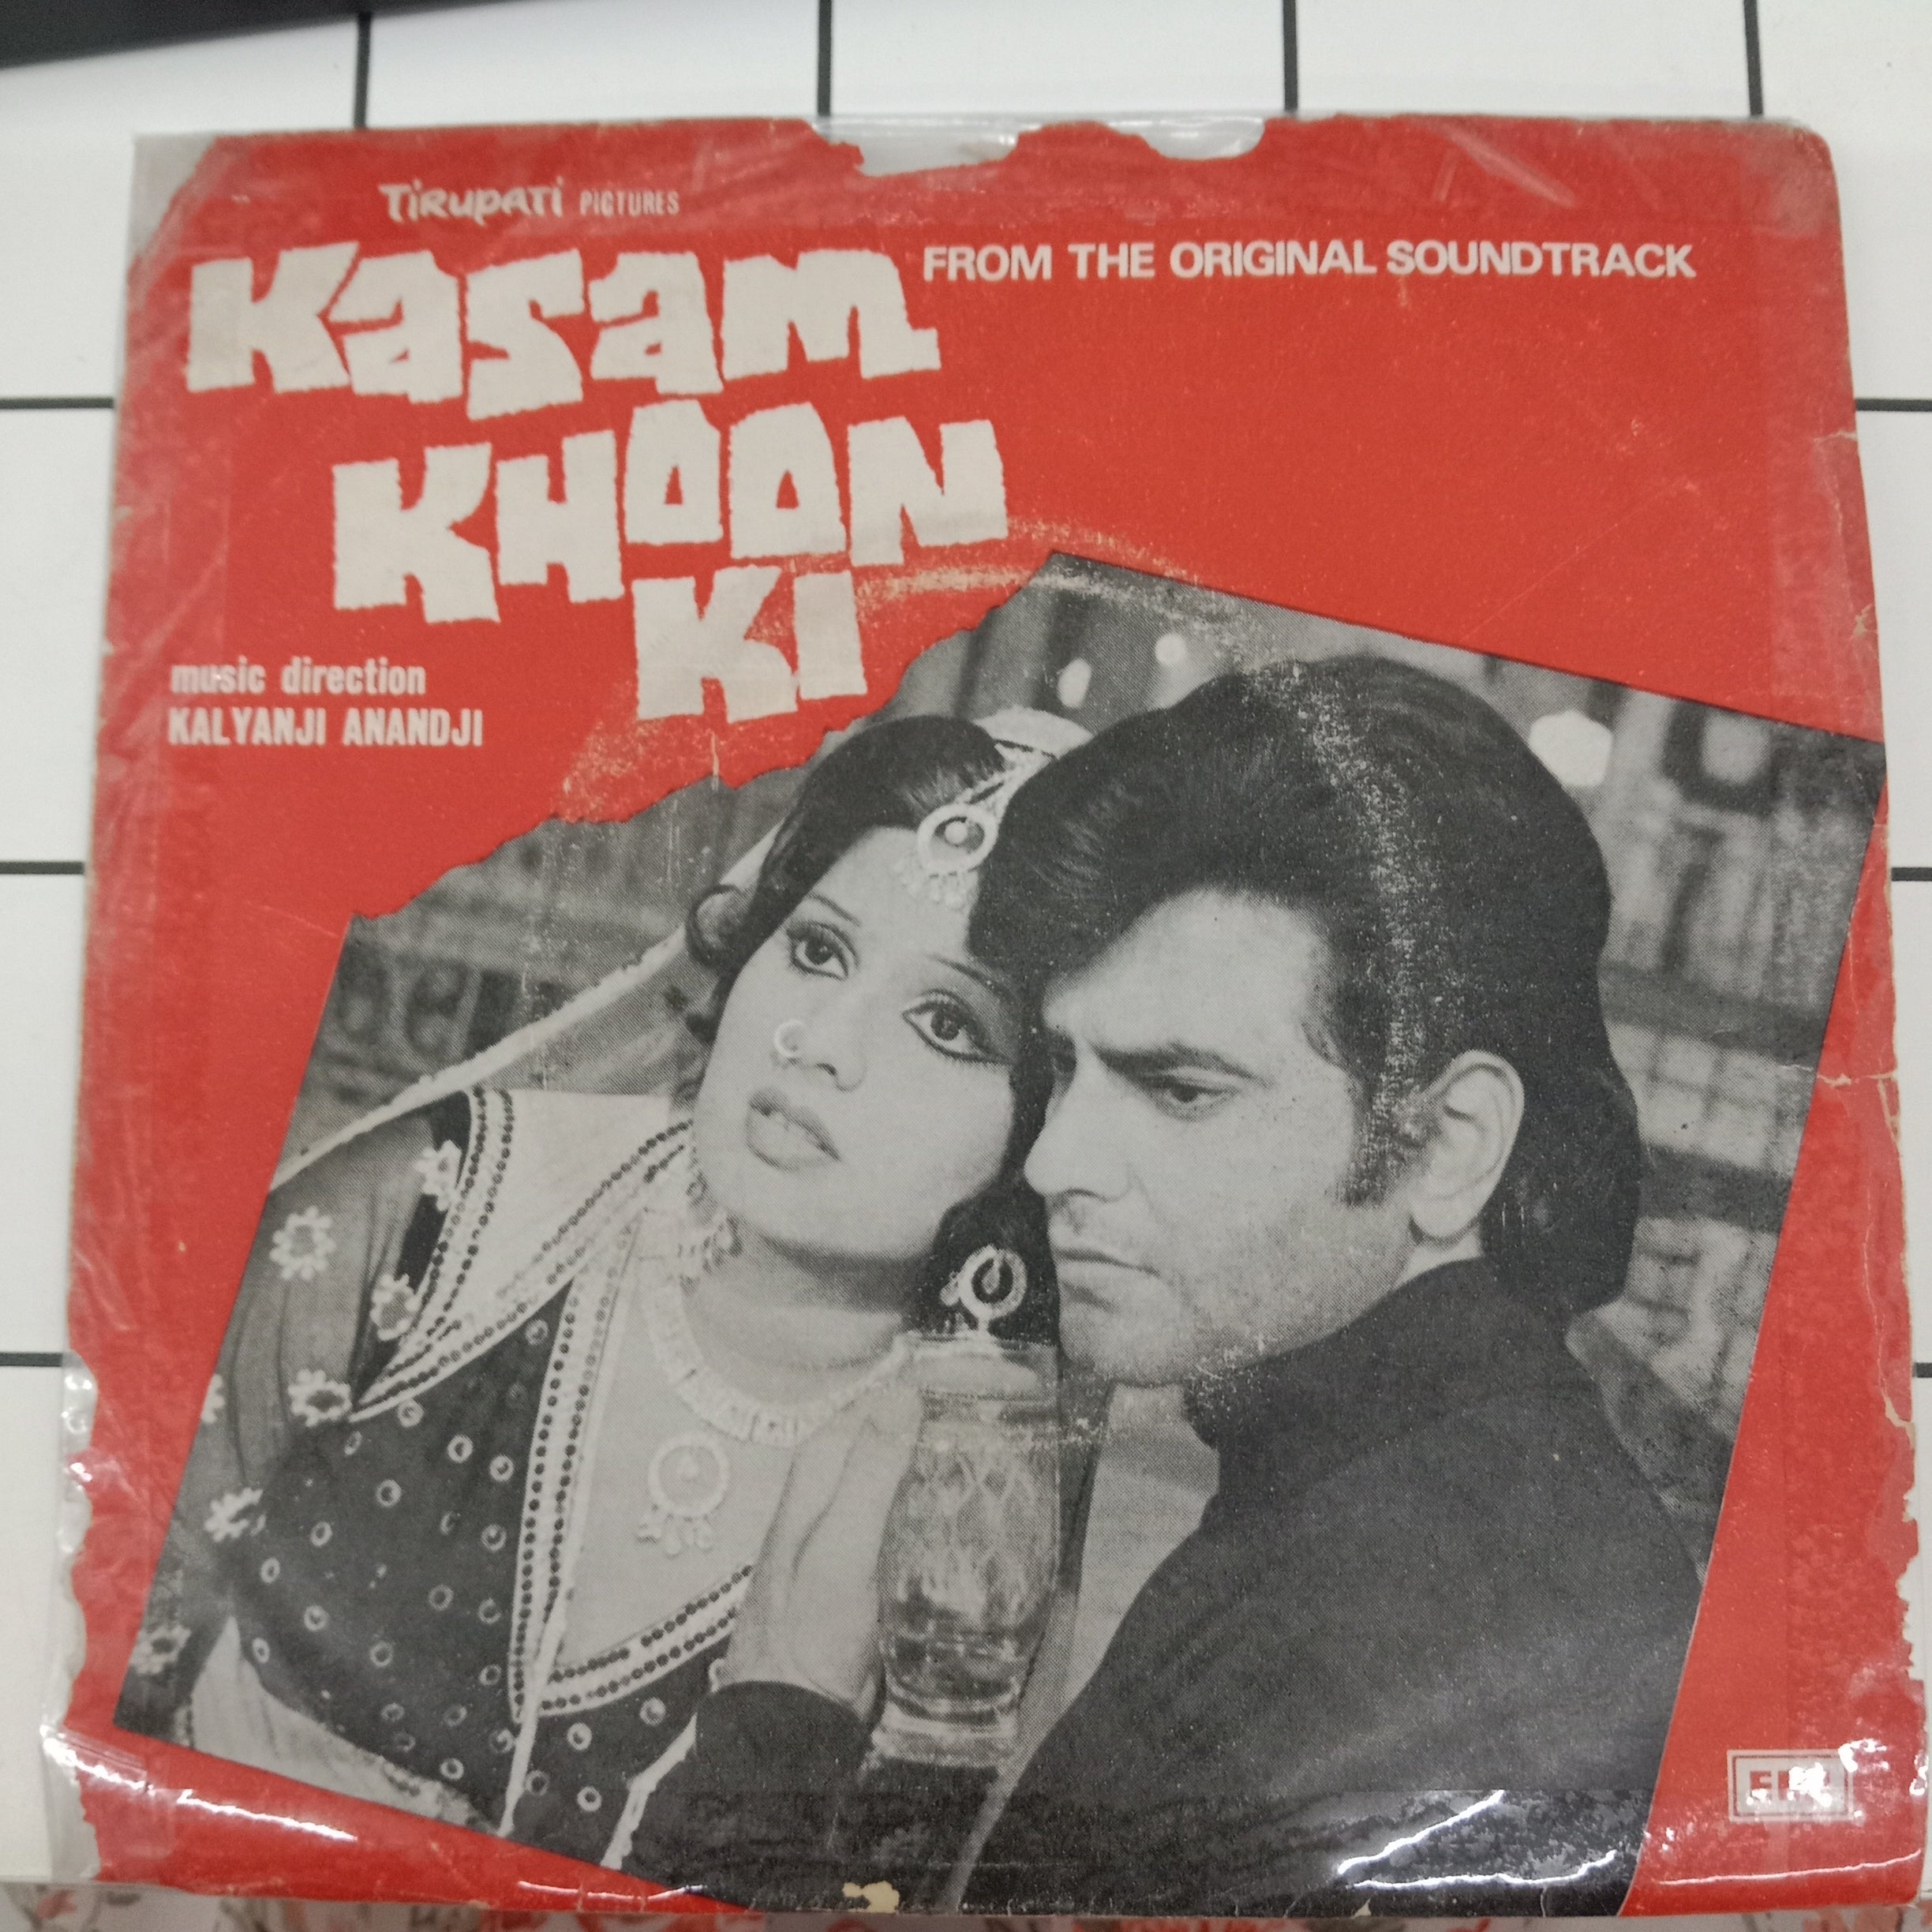 TIRUPATI PICTURES
KASAM
KHOON
KI
FROM THE ORIGINAL SOUNDTRACK
music direction
KALYANJI ANANDJI
EMI